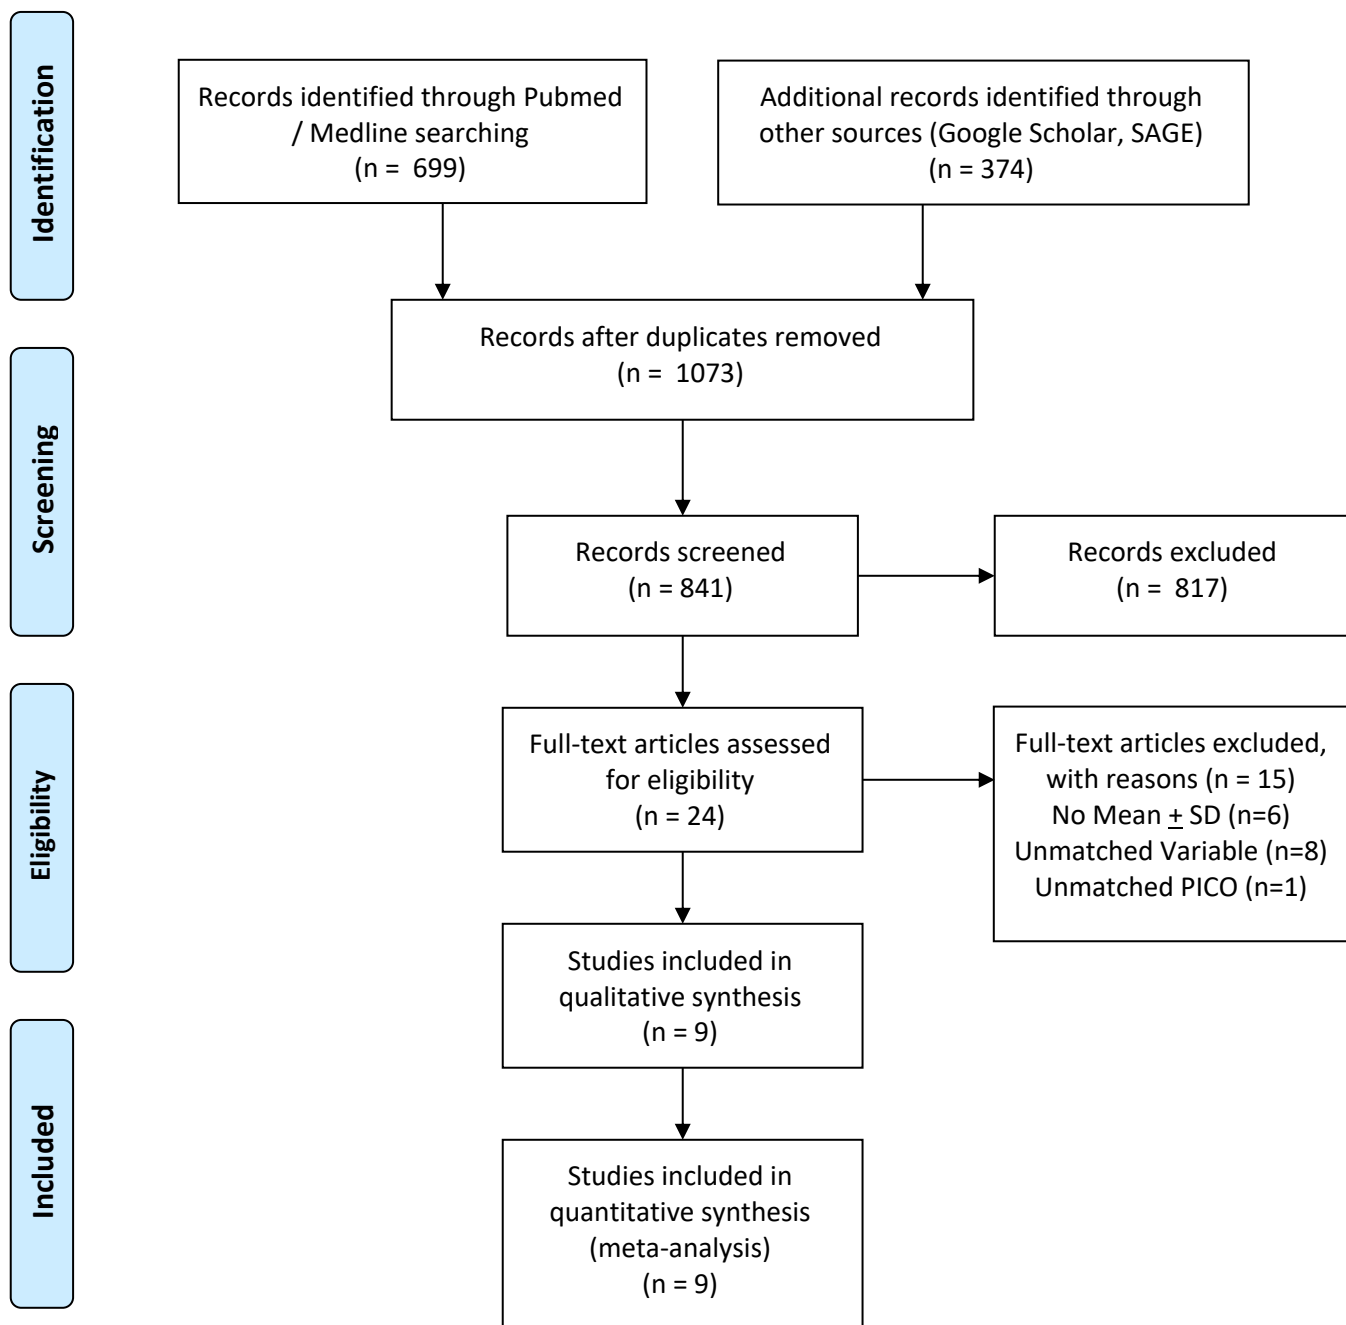 Identification
Records identified through Pubmed
/ Medline searching
(n = 699)
Additional records identified through
other sources (Google Scholar, SAGE)
(n = 374)
Records after duplicates removed
(n = 1073)
Screening
Records screened
(n = 841)
Records excluded
(n = 817)
Eligibility
Full-text articles assessed
for eligibility
(n = 24)
Full-text articles excluded,
with reasons (n = 15)
No Mean ± SD (n=6)
Unmatched Variable (n=8)
Unmatched PICO (n=1)
Studies included in
qualitative synthesis
(n = 9)
Included
Studies included in
quantitative synthesis
(meta-analysis)
(n = 9)